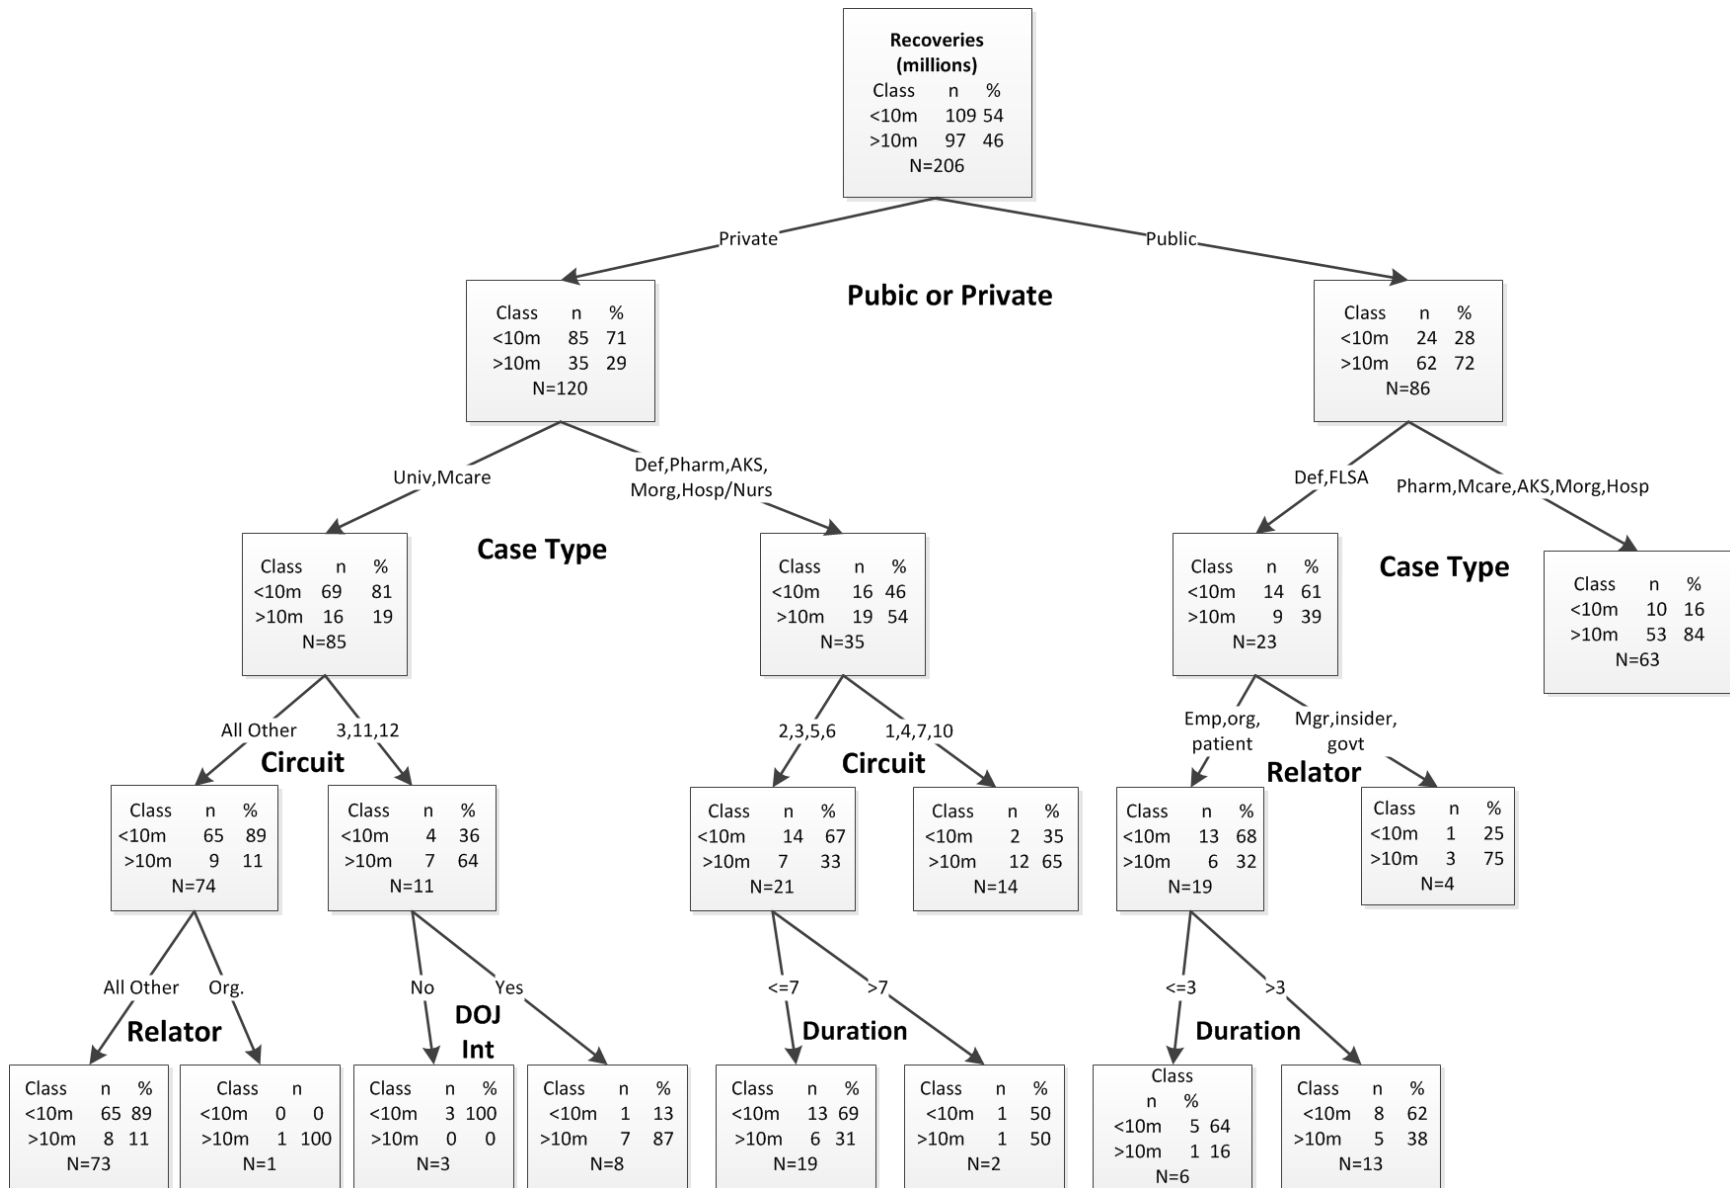 Recoveries
(millions)
Class n %
<10m 109 54
>10m 97 46
N=206
Private
Public
Pubic or Private
Class n %
<10m 85 71
>10m 35 29
N=120
Class n %
<10m 24 28
>10m 62 72
N=86
Univ,Mcare
Def,Pharm,AKS,
Morg,Hosp/Nurs
Def,FLSA
Pharm,Mcare,AKS,Morg,Hosp
Case Type
Case Type
Class n %
<10m 69 81
>10m 16 19
N=85
Class n %
<10m 16 46
>10m 19 54
N=35
Class n %
<10m 14 61
>10m 9 39
N=23
Class n %
<10m 10 16
>10m 53 84
N=63
All Other
3,11,12
Circuit
2,3,5,6
1,4,7,10
Circuit
Emp,org,
patient
Mgr,insider,
govt
Relator
Class n %
<10m 65 89
>10m 9 11
N=74
Class n %
<10m 4 36
>10m 7 64
N=11
Class n %
<10m 14 67
>10m 7 33
N=21
Class n %
<10m 2 35
>10m 12 65
N=14
Class n %
<10m 13 68
>10m 6 32
N=19
Class n %
<10m 1 25
>10m 3 75
N=4
All Other
Org.
Relator
No
Yes
DOJ
Int
<=7
>7
Duration
<=3
>3
Duration
Class n %
<10m 65 89
>10m 8 11
N=73
Class n
<10m 0 0
>10m 1 100
N=1
Class n %
<10m 3 100
>10m 0 0
N=3
Class n %
<10m 1 13
>10m 7 87
N=8
Class n %
<10m 13 69
>10m 6 31
N=19
Class n %
<10m 1 50
>10m 1 50
N=2
Class
n %
<10m 5 64
>10m 1 16
N=6
Class n %
<10m 8 62
>10m 5 38
N=13